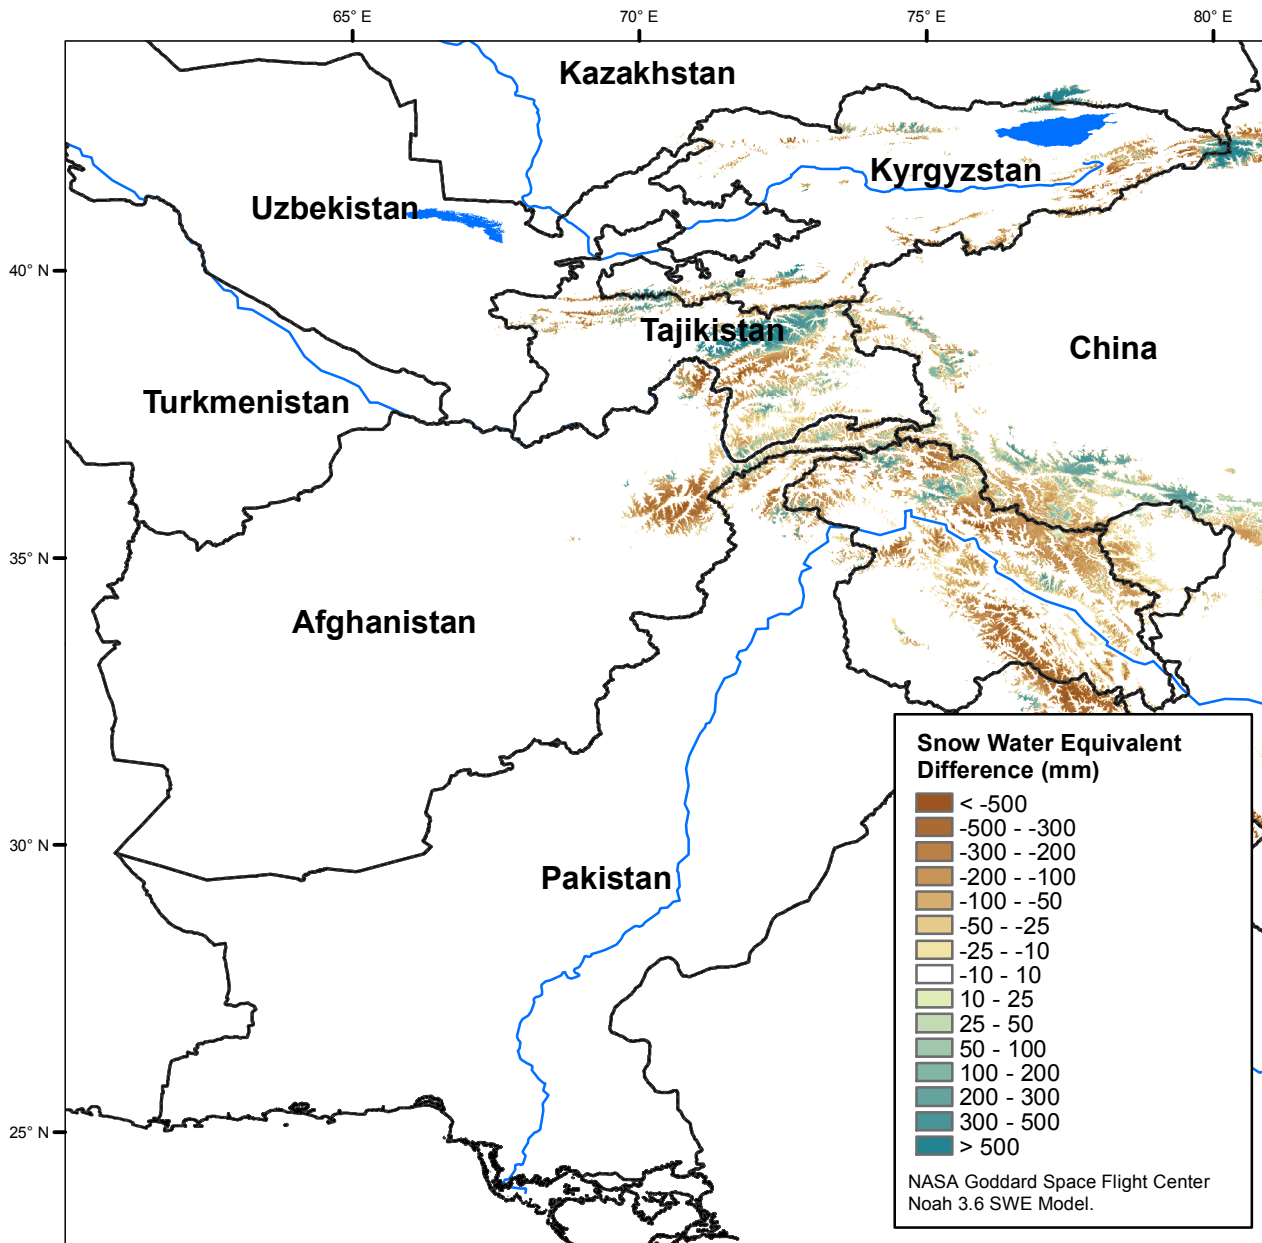 65° E
70° E
75° E
80° E
Kazakhstan
Kyrgyzstan
Uzbekistan
40° N
Tajikistan
China
Turkmenistan
35° N
Afghanistan
Snow Water Equivalent
Difference (mm)
< -500
-500 - -300
-300 - -200
-200 - -100
-100 - -50
-50 - -25
-25 - -10
-10 - 10
10 - 25
25 - 50
50 - 100
100 - 200
200 - 300
300 - 500
> 500
NASA Goddard Space Flight Center
Noah 3.6 SWE Model.
30° N
Pakistan
25° N